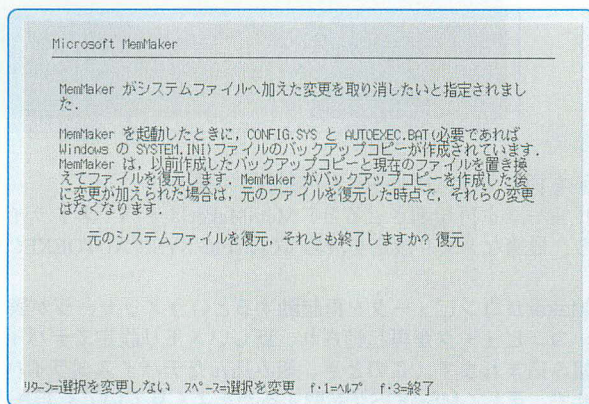 Microsoft MemMaker
MemMaker がシステムファイルへ加えた変更を取り消したいと指定されまし
た.
MemMaker を起動したときに, CONFIG.SYS と AUTOEXEC.BAT(必要であれば
Windows の SYSTEM.INI)ファイルのバックアップコピーが作成されています.
MemMaker は, 以前作成したバックアップコピーと現在のファイルを置き換
えてファイルを復元します. MemMaker がバックアップコピーを作成した後
に変更が加えられた場合は, 元のファイルを復元した時点で, それらの変更
はなくなります.
元のシステムファイルを復元, それとも終了しますか? 復元
リターン=選択を変更しない スペース=選択を変更 f・1=ヘルプ f・3=終了